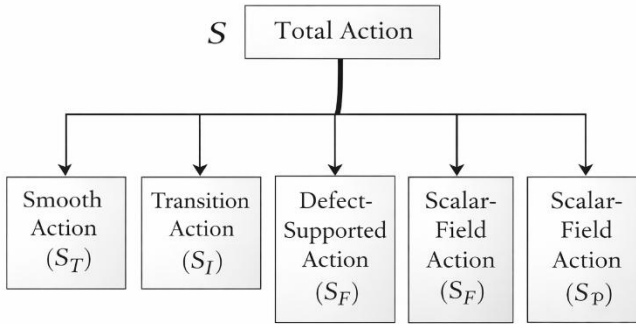 S Total Action
Smooth
Action
(S_T)
Transition
Action
(S_I)
Defect-
Supported
Action
(S_F)
Scalar-
Field
Action
(S_F)
Scalar-
Field
Action
(S_p)